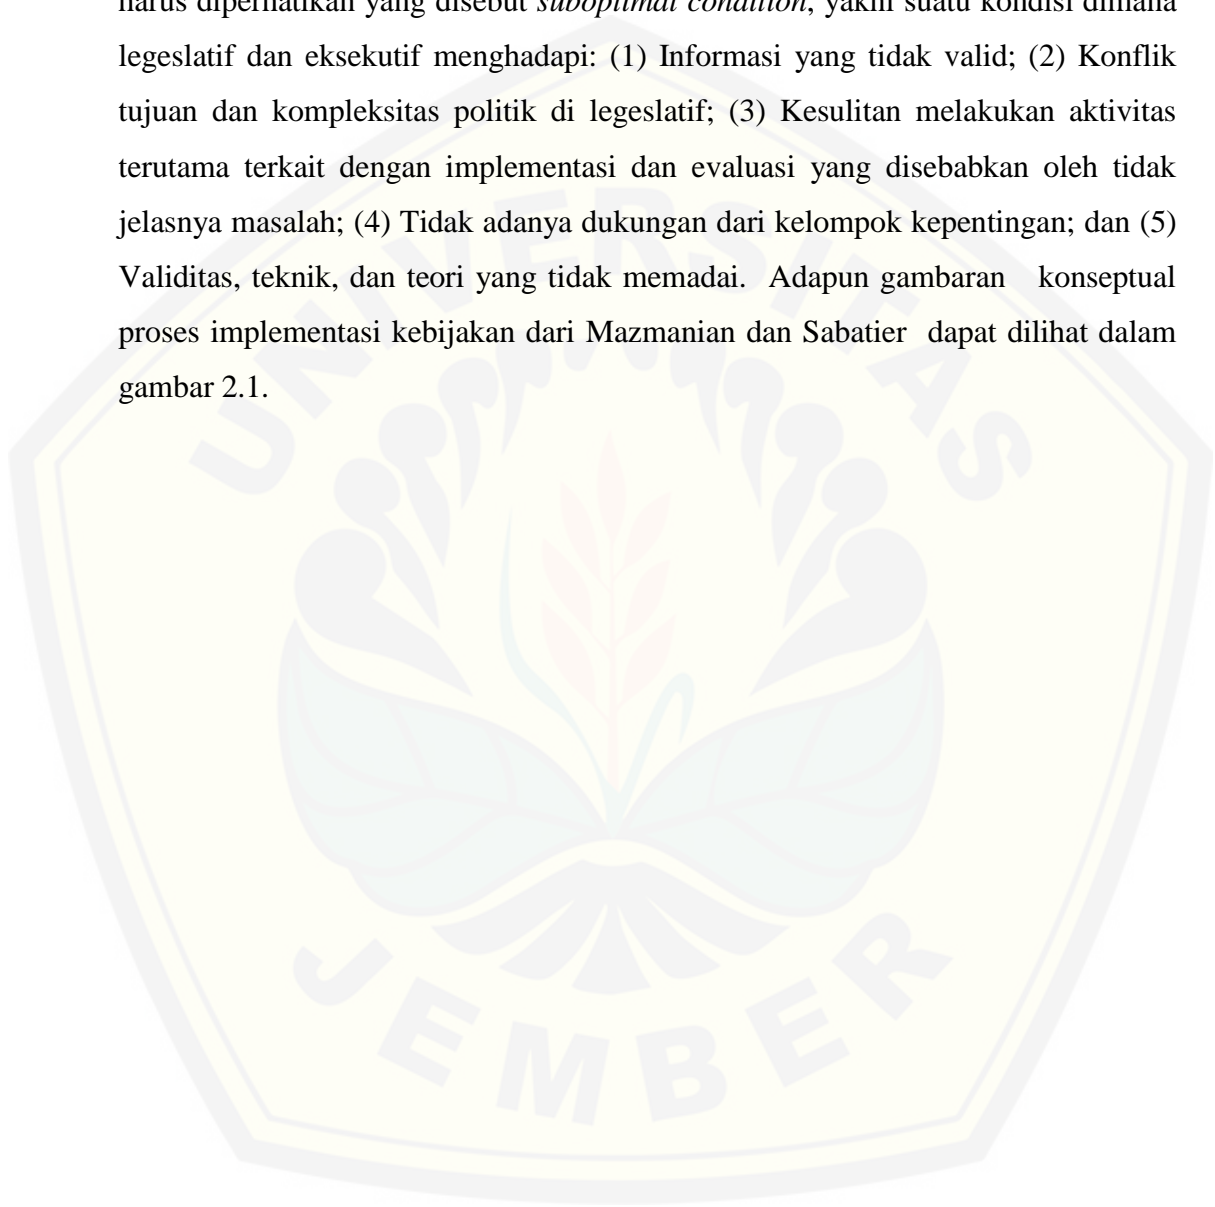 harus diperhatikan yang disebut suboptimal condition, yakni suatu kondisi dimana
legeslatif dan eksekutif menghadapi: (1) Informasi yang tidak valid; (2) Konflik
tujuan dan kompleksitas politik di legeslatif; (3) Kesulitan melakukan aktivitas
terutama terkait dengan implementasi dan evaluasi yang disebabkan oleh tidak
jelasnya masalah; (4) Tidak adanya dukungan dari kelompok kepentingan; dan (5)
Validitas, teknik, dan teori yang tidak memadai. Adapun gambaran konseptual
proses implementasi kebijakan dari Mazmanian dan Sabatier dapat dilihat dalam
gambar 2.1.
UNIVERSITAS
JEMBER